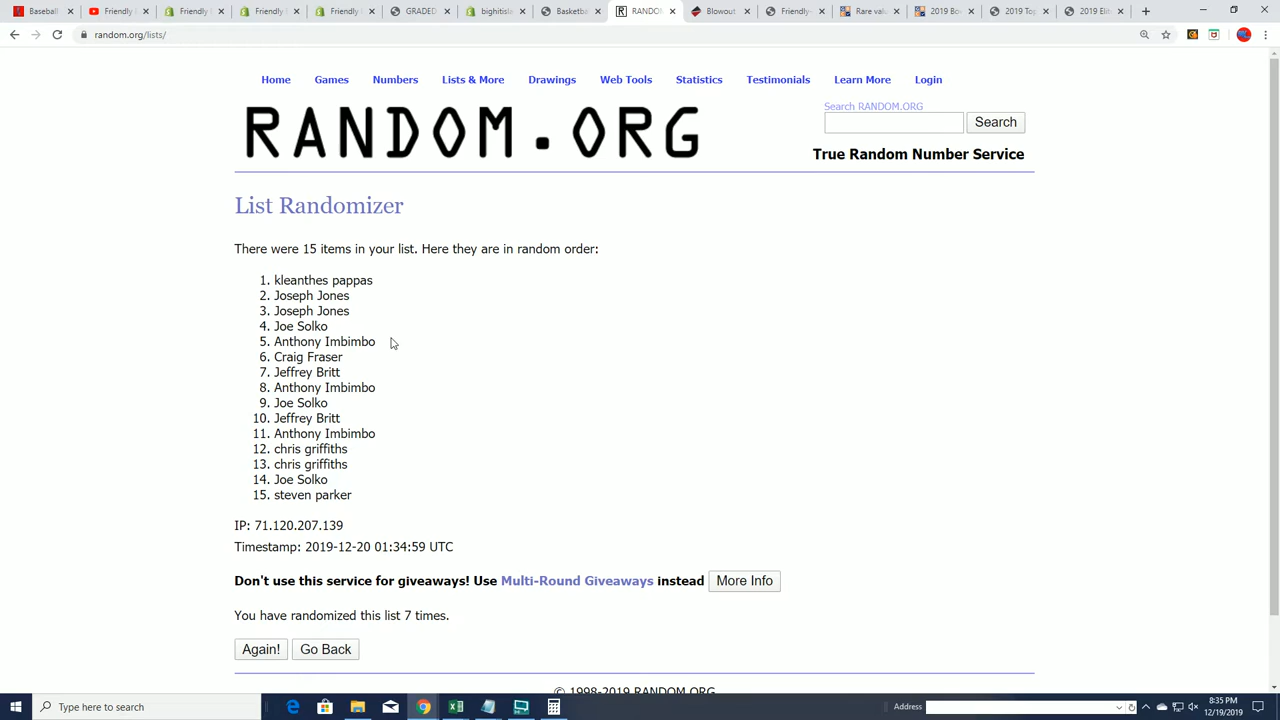 Baseball
Friendly
Friendly
Friendly
Friendly
GRADED
bightisla
Basketba
RANDO
Blowout
Friendly
Rare valu
2019 Bo
2019 To
2019 Elit
random.org/lists/
Home Games Numbers Lists & More Drawings Web Tools Statistics Testimonials Learn More Login
RANDOM.ORG
Search RANDOM.ORG
Search
True Random Number Service
List Randomizer
There were 15 items in your list. Here they are in random order:
1. kleanthes pappas
2. Joseph Jones
3. Joseph Jones
4. Joe Solko
5. Anthony Imbimbo
6. Craig Fraser
7. Jeffrey Britt
8. Anthony Imbimbo
9. Joe Solko
10. Jeffrey Britt
11. Anthony Imbimbo
12. chris griffiths
13. chris griffiths
14. Joe Solko
15. steven parker
IP: 71.120.207.139
Timestamp: 2019-12-20 01:34:59 UTC
Don't use this service for giveaways! Use Multi-Round Giveaways instead More Info
You have randomized this list 7 times.
Again! Go Back
© 1998-2019 RANDOM.ORG
Type here to search
Address
8:35 PM
12/19/2019